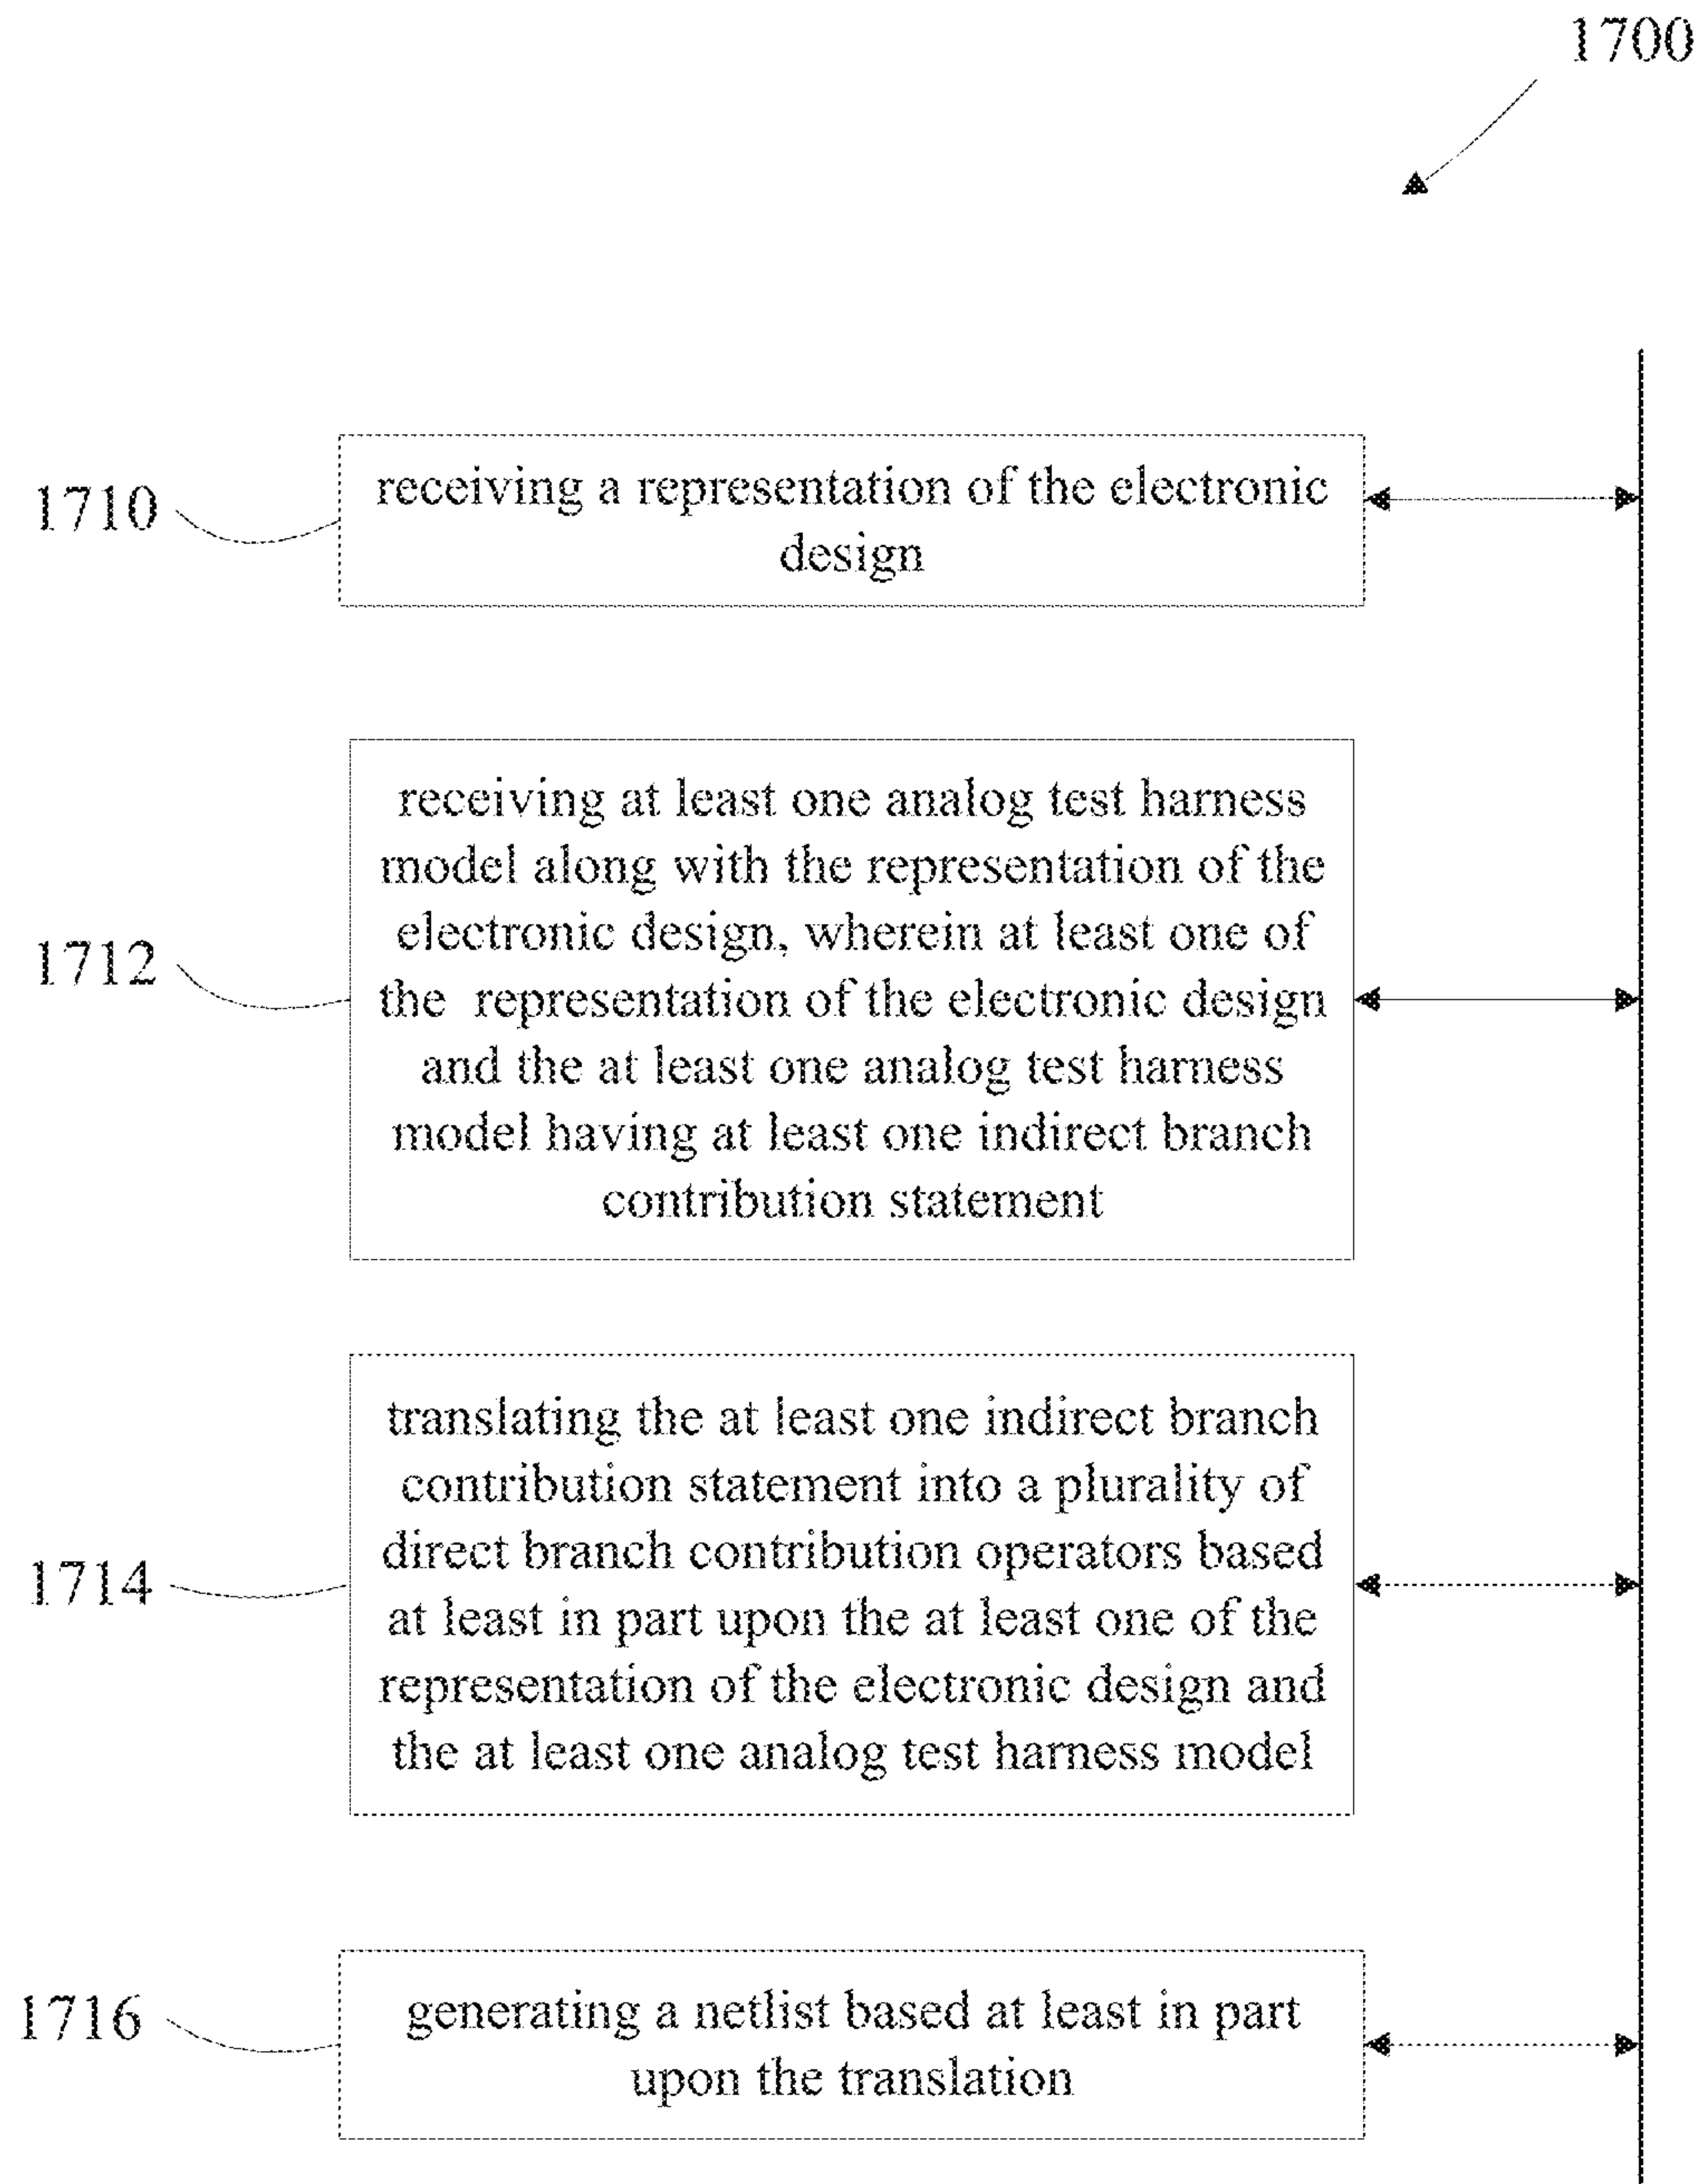 1700
1710
receiving a representation of the electronic
design
1712
receiving at least one analog test harness
model along with the representation of the
electronic design, wherein at least one of
the representation of the electronic design
and the at least one analog test harness
model having at least one indirect branch
contribution statement
1714
translating the at least one indirect branch
contribution statement into a plurality of
direct branch contribution operators based
at least in part upon the at least one of the
representation of the electronic design and
the at least one analog test harness model
1716
generating a netlist based at least in part
upon the translation